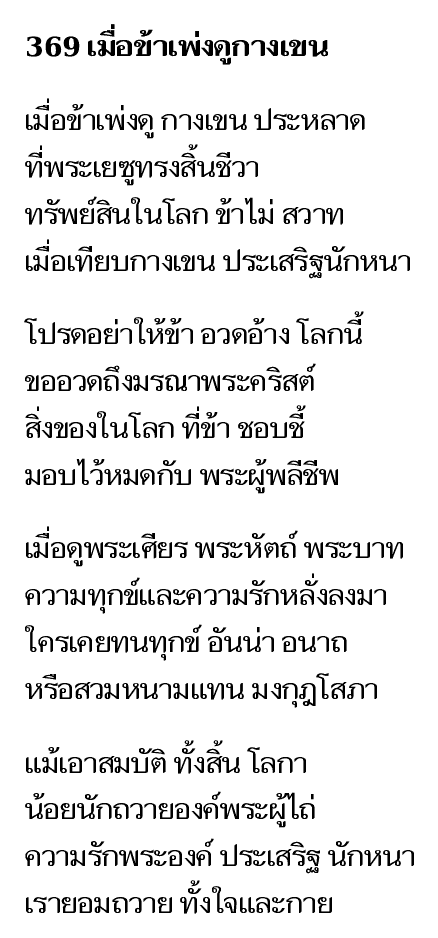 369 เมื่อข้าเพ่งดูกางเขน
เมื่อข้าเพ่งดู กางเขน ประหลาด
ที่พระเยซูทรงสิ้นชีวา
ทรัพย์สินในโลก ข้าไม่ สวาท
เมื่อเทียบกางเขน ประเสริฐนักหนา
โปรดอย่าให้ข้า อวดอ้าง โลกนี้
ขออวดถึงมรณาพระคริสต์
สิ่งของในโลก ที่ข้า ชอบชี้
มอบไว้หมดกับ พระผู้พลีชีพ
เมื่อดูพระเศียร พระหัตถ์ พระบาท
ความทุกข์และความรักหลั่งลงมา
ใครเคยทนทุกข์ อันน่า อนาถ
หรือสวมหนามแทน มงกุฎโสภา
แม้เอาสมบัติ ทั้งสิ้น โลกา
น้อยนักถวายองค์พระผู้ไถ่
ความรักพระองค์ ประเสริฐ นักหนา
เรายอมถวาย ทั้งใจและกาย